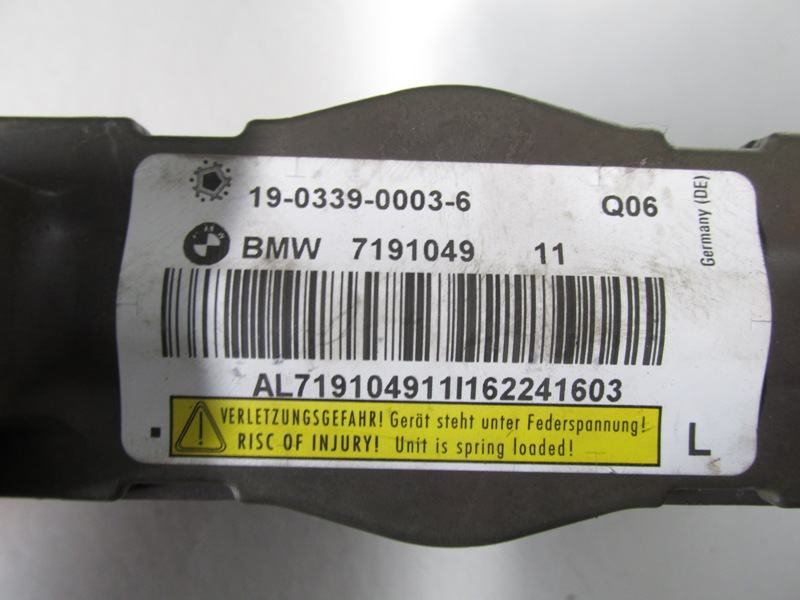 19-0339-0003-6 Q06
BMW 7191049 11
Germany (DE)
AL719104911I162241603
VERLETZUNGSGEFAHR! Gerät steht unter Federspannung!
RISC OF INJURY! Unit is spring loaded!
L